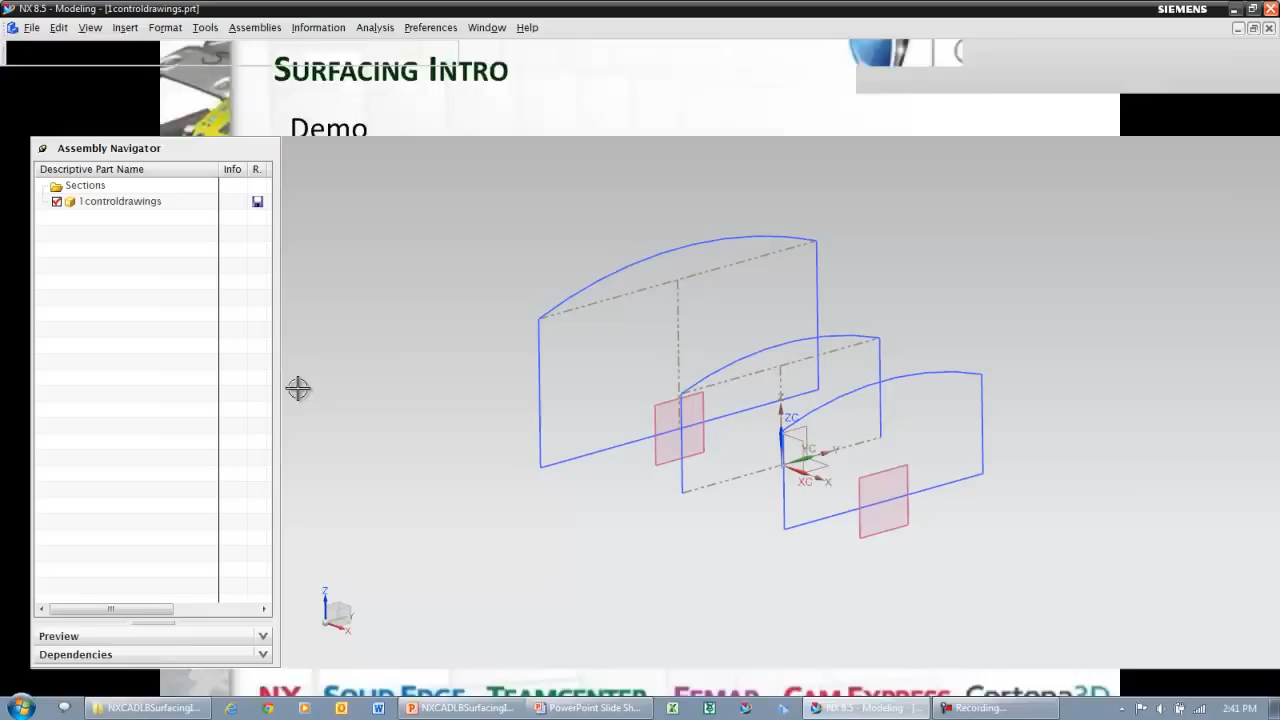 NX 8.5 - Modeling - [1controldrawings.prt]
SIEMENS
File Edit View Insert Format Tools Assemblies Information Analysis Preferences Window Help
SURFACING INTRO
Demo
Assembly Navigator
Descriptive Part Name Info R.
Sections
1controldrawings
Z
ZC
YC
Y
XC
X
Z
Y
X
Preview
Dependencies
NX SOLID EDGE TEAMCENTER FEMAP CAM EXPRESS Cortona3D
NXCADLBSurfacingI...
NXCADLBSurfacingI...
PowerPoint Slide Sh...
NX 8.5 - Modeling - [...
Recording...
2:41 PM